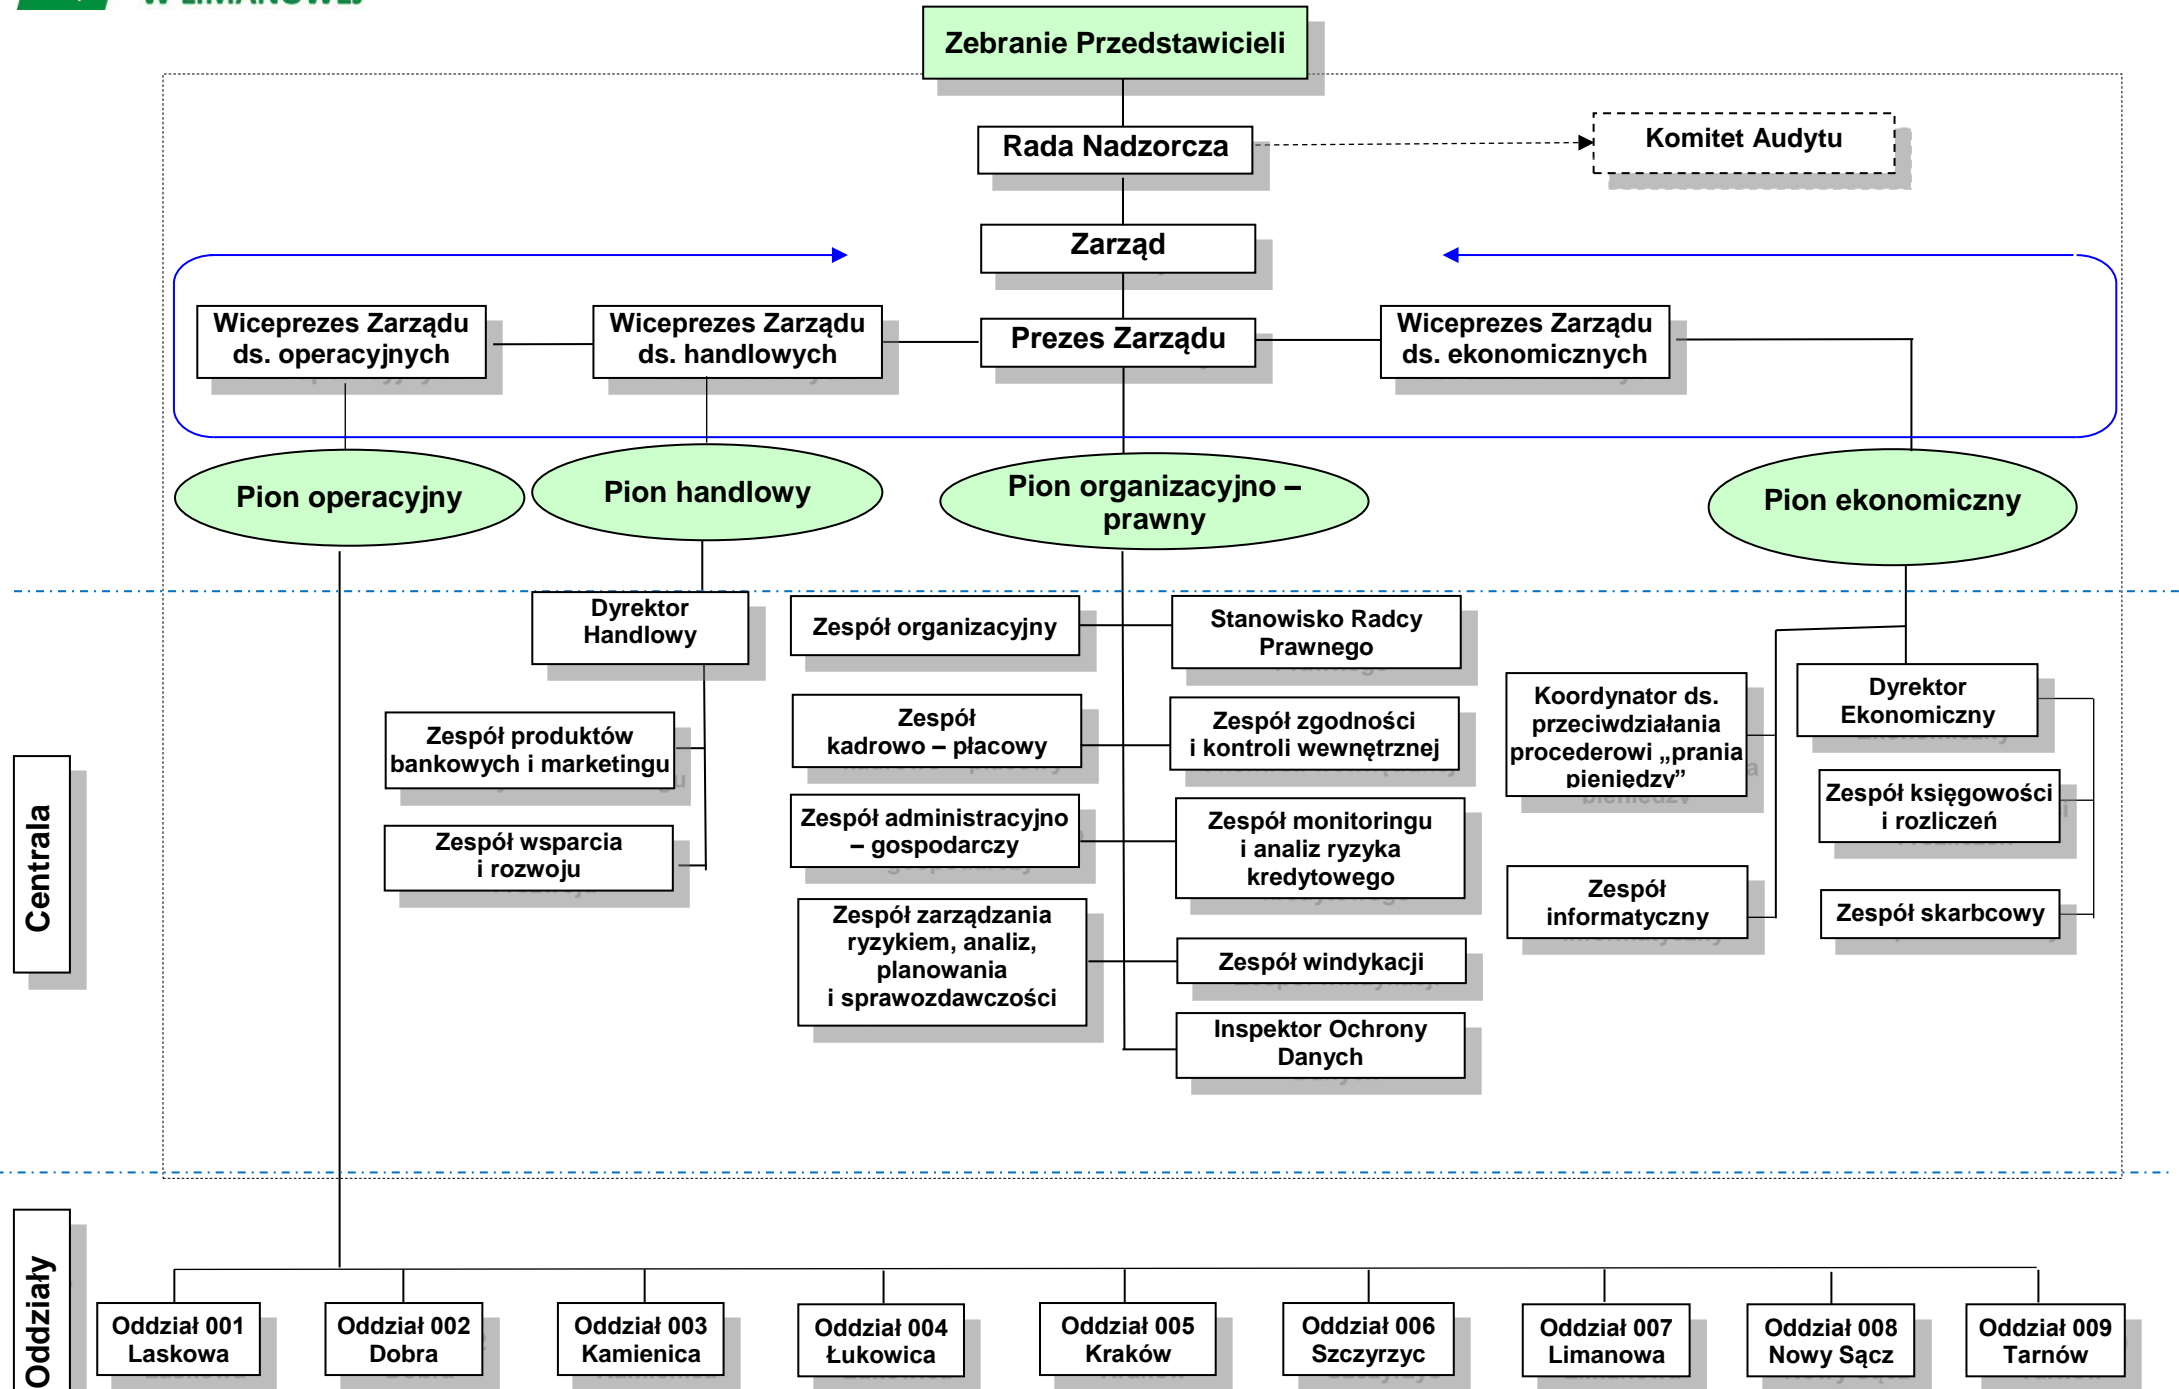 W LIMANOWEJ
Zebranie Przedstawicieli
Rada Nadzorcza
Komitet Audytu
Zarząd
Wiceprezes Zarządu
ds. operacyjnych
Wiceprezes Zarządu
ds. handlowych
Prezes Zarządu
Wiceprezes Zarządu
ds. ekonomicznych
Pion operacyjny
Pion handlowy
Pion organizacyjno –
prawny
Pion ekonomiczny
Centrala
Dyrektor
Handlowy
Zespół produktów
bankowych i marketingu
Zespół wsparcia
i rozwoju
Zespół organizacyjny
Stanowisko Radcy
Prawnego
Zespół
kadrowo – płacowy
Zespół zgodności
i kontroli wewnętrznej
Zespół administracyjno
– gospodarczy
Zespół monitoringu
i analiz ryzyka
kredytowego
Zespół zarządzania
ryzykiem, analiz,
planowania
i sprawozdawczości
Zespół windykacji
Inspektor Ochrony
Danych
Koordynator ds.
przeciwdziałania
procederowi „prania
pieniędzy”
Zespół
informatyczny
Dyrektor
Ekonomiczny
Zespół księgowości
i rozliczeń
Zespół skarbcowy
Oddziały
Oddział 001
Laskowa
Oddział 002
Dobra
Oddział 003
Kamienica
Oddział 004
Łukowica
Oddział 005
Kraków
Oddział 006
Szczyrzyc
Oddział 007
Limanowa
Oddział 008
Nowy Sącz
Oddział 009
Tarnów